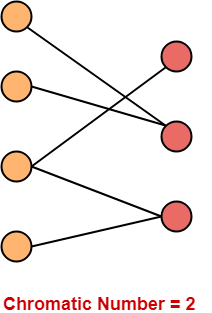 Chromatic Number = 2